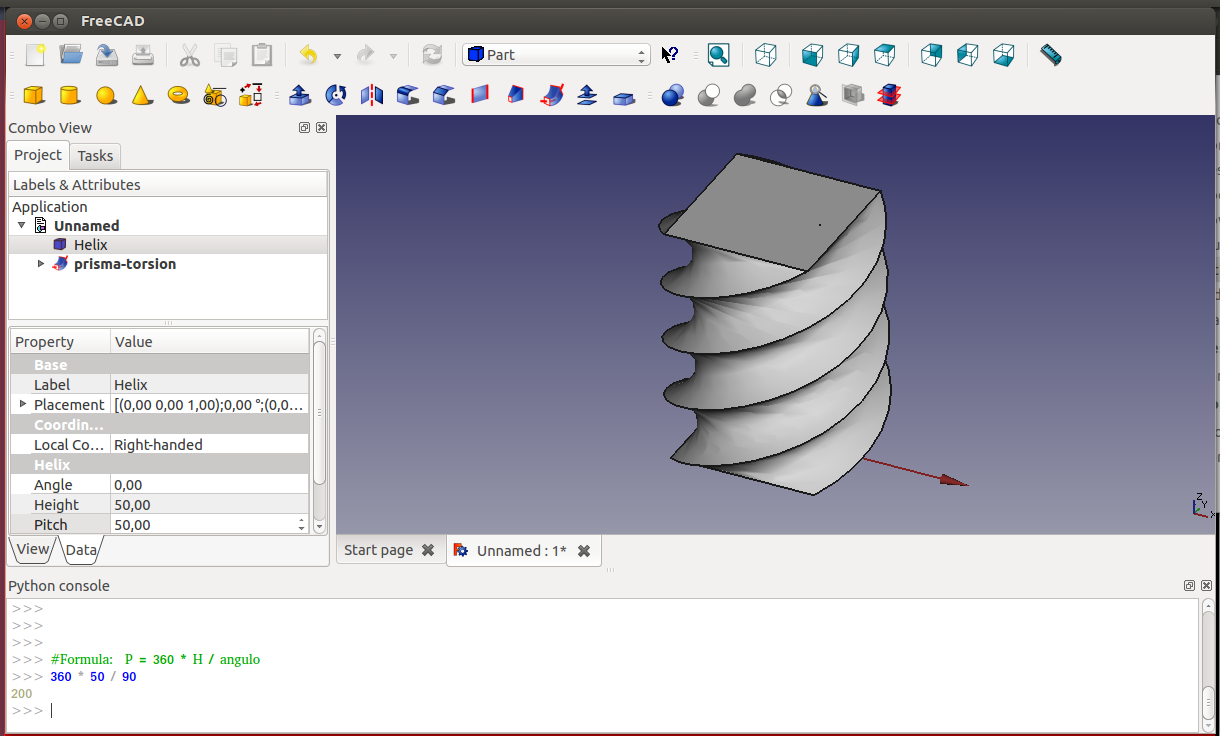 FreeCAD
Part
Combo View
Project
Tasks
Labels & Attributes
Application
Unnamed
Helix
prisma-torsion
Property Value
Base
Label Helix
Placement [(0,00 0,00 1,00);0,00 °;(0,0...
Coordin...
Local Co... Right-handed
Helix
Angle 0,00
Height 50,00
Pitch 50,00
View Data
Start page
Unnamed : 1*
Z
Y
X
Python console
>>>
>>>
>>>
>>> #Formula: P = 360 * H / angulo
>>> 360 * 50 / 90
200
>>>